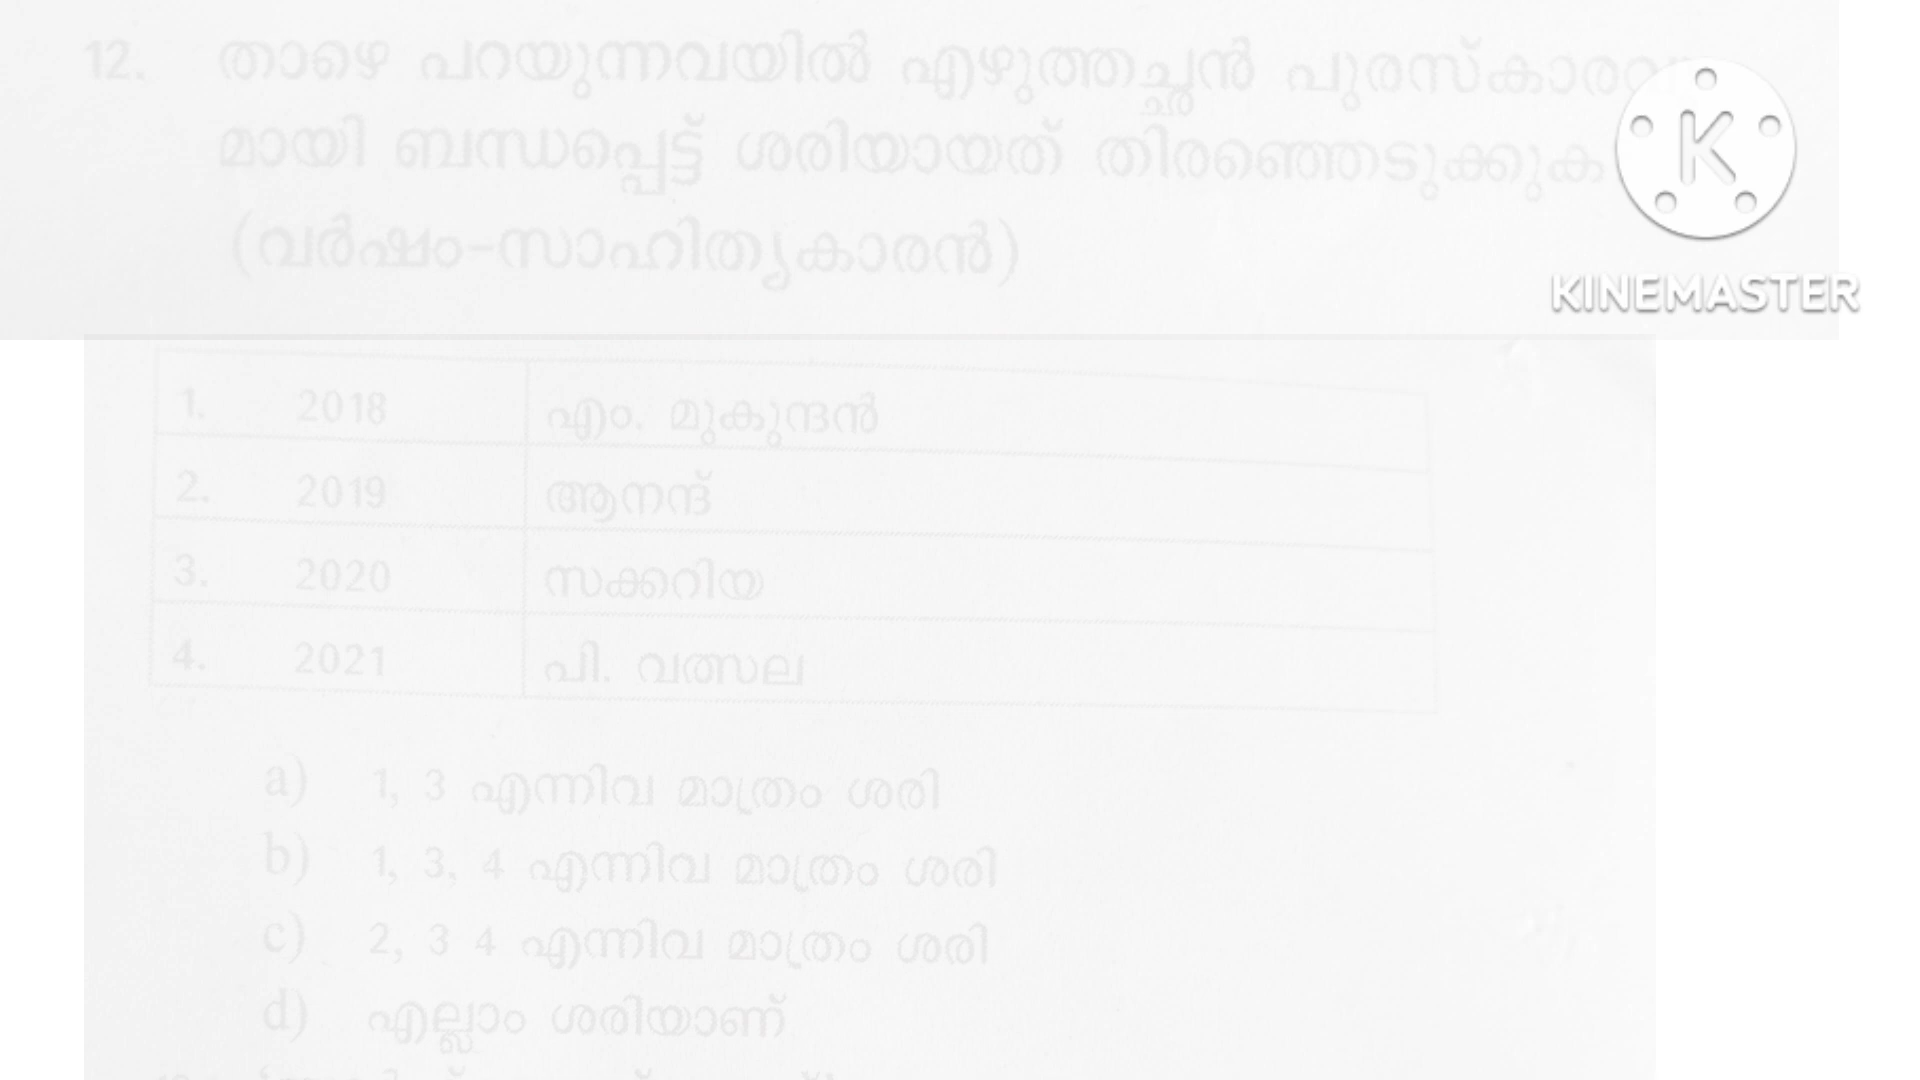 12. താഴെ പറയുന്നവയിൽ എഴുത്തച്ഛൻ പുരസ്കാരവു
മായി ബന്ധപ്പെട്ട് ശരിയായത് തിരഞ്ഞെടുക്കുക
(വർഷം-സാഹിത്യകാരൻ)
K
KINEMASTER
1. 2018 എം. മുകുന്ദൻ
2. 2019 ആനന്ദ്
3. 2020 സക്കറിയ
4. 2021 പി. വത്സല
a) 1, 3 എന്നിവ മാത്രം ശരി
b) 1, 3, 4 എന്നിവ മാത്രം ശരി
c) 2, 3 4 എന്നിവ മാത്രം ശരി
d) എല്ലാം ശരിയാണ്